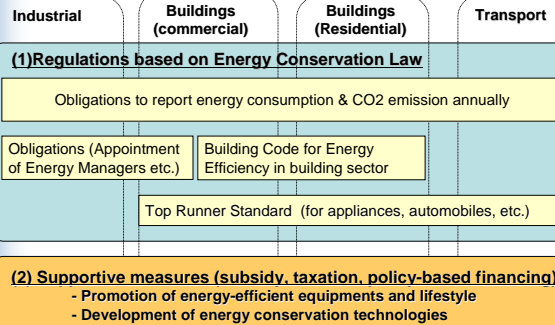 Industrial
Buildings
(commercial)
Buildings
(Residential)
Transport
(1)Regulations based on Energy Conservation Law
Obligations to report energy consumption & CO2 emission annually
Obligations (Appointment
of Energy Managers etc.)
Building Code for Energy
Efficiency in building sector
Top Runner Standard (for appliances, automobiles, etc.)
(2) Supportive measures (subsidy, taxation, policy-based financing)
- Promotion of energy-efficient equipments and lifestyle
- Development of energy conservation technologies